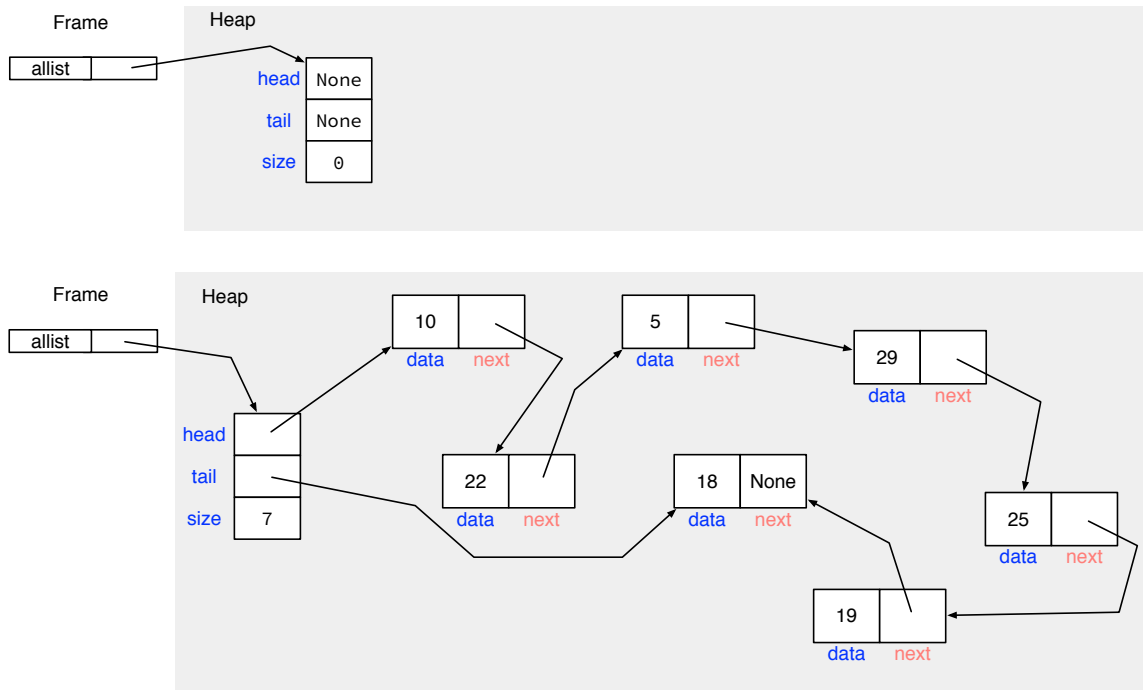 Frame
Heap
allist
head None
tail None
size 0
Frame
Heap
allist
10
data next
5
data next
29
data next
head
tail
size 7
22
data next
18 None
data next
25
data next
19
data next